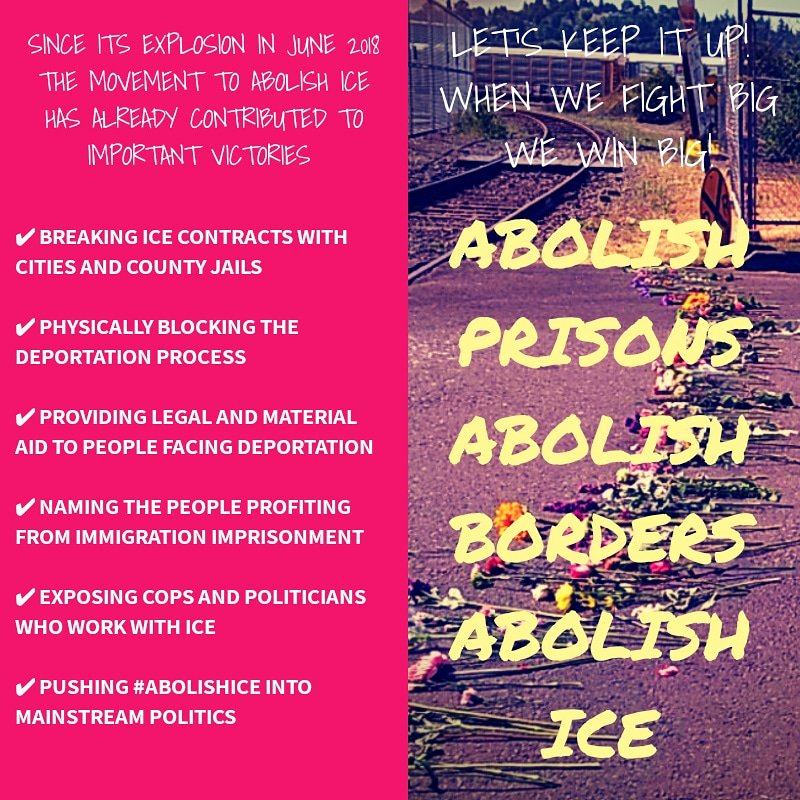 SINCE ITS EXPLOSION IN JUNE 2018
THE MOVEMENT TO ABOLISH ICE
HAS ALREADY CONTRIBUTED TO
IMPORTANT VICTORIES
✔ BREAKING ICE CONTRACTS WITH
CITIES AND COUNTY JAILS
✔ PHYSICALLY BLOCKING THE
DEPORTATION PROCESS
✔ PROVIDING LEGAL AND MATERIAL
AID TO PEOPLE FACING DEPORTATION
✔ NAMING THE PEOPLE PROFITING
FROM IMMIGRATION IMPRISONMENT
✔ EXPOSING COPS AND POLITICIANS
WHO WORK WITH ICE
✔ PUSHING #ABOLISHICE INTO
MAINSTREAM POLITICS
LET'S KEEP IT UP!
WHEN WE FIGHT BIG
WE WIN BIG!
ABOLISH
PRISONS
ABOLISH
BORDERS
ABOLISH
ICE